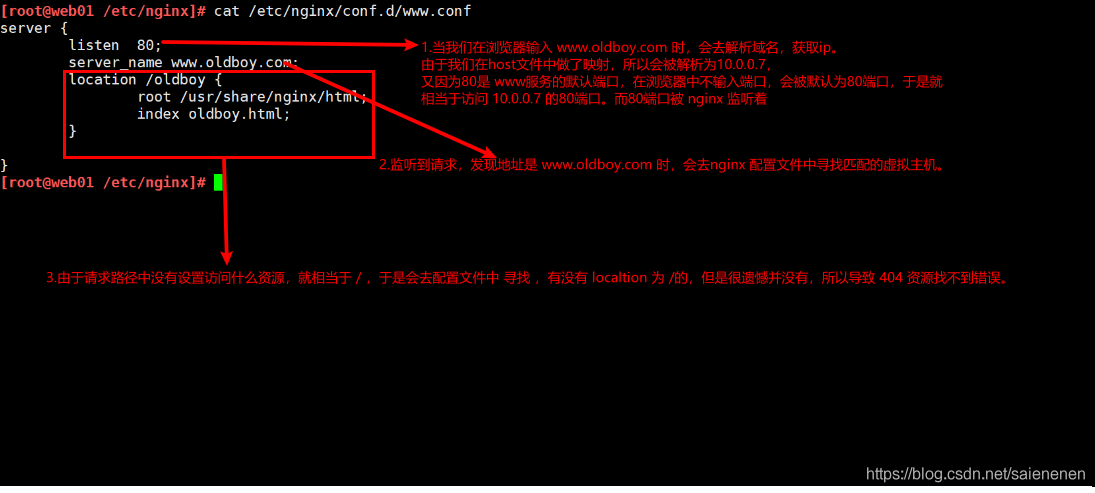 [root@web01 /etc/nginx]# cat /etc/nginx/conf.d/www.conf
server {
listen 80;
server_name www.oldboy.com;
location /oldboy {
root /usr/share/nginx/html;
index oldboy.html;
}
}
[root@web01 /etc/nginx]#
1.当我们在浏览器输入 www.oldboy.com 时，会去解析域名，获取ip。
由于我们在host文件中做了映射，所以会被解析为10.0.0.7，
又因为80是 www服务的默认端口，在浏览器中不输入端口，会被默认为80端口，于是就
相当于访问 10.0.0.7 的80端口。而80端口被 nginx 监听着
2.监听到请求，发现地址是 www.oldboy.com 时，会去nginx 配置文件中寻找匹配的虚拟主机。
3.由于请求路径中没有设置访问什么资源，就相当于 / ，于是会去配置文件中 寻找 ，有没有 localtion 为 /的，但是很遗憾并没有，所以导致 404 资源找不到错误。
https://blog.csdn.net/saienenen